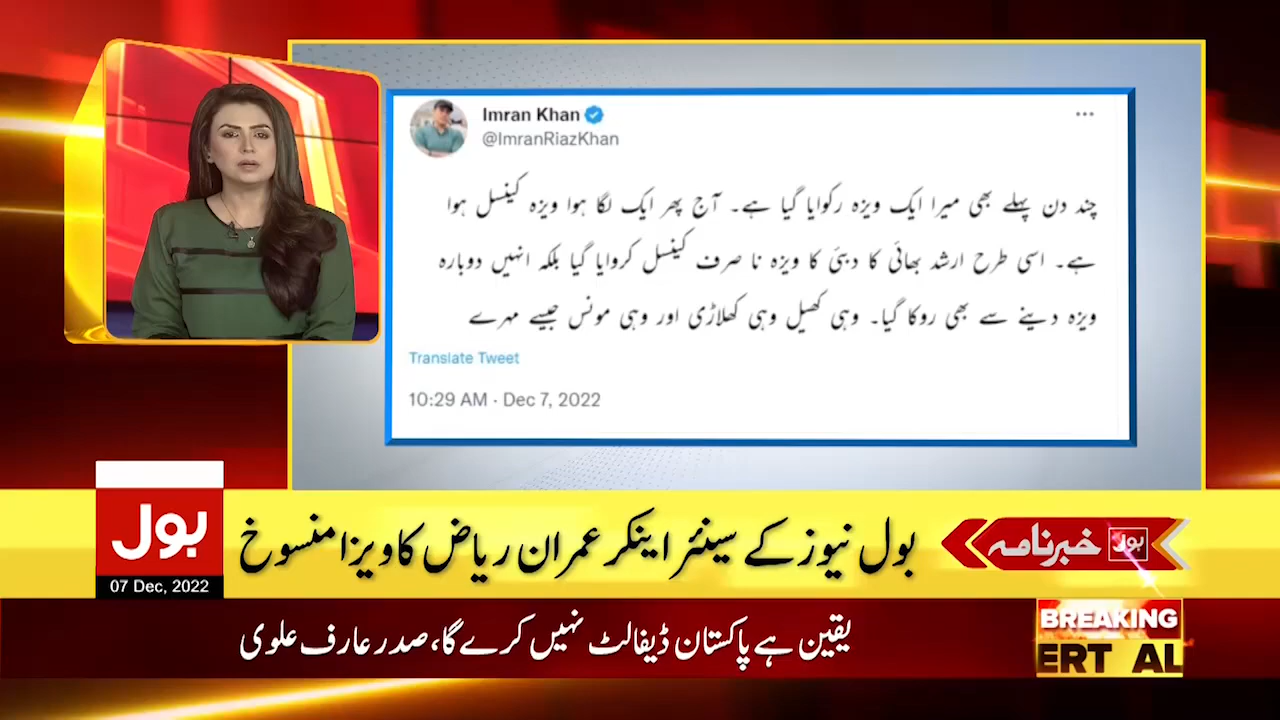 Imran Khan
@ImranRiazKhan
چند دن پہلے بھی میرا ایک ویزہ رکوایا گیا ہے۔ آج پھر ایک لگا ہوا ویزہ کینسل ہوا
ہے۔ اسی طرح ارشد بھائی کا دبئی کا ویزہ نا صرف کینسل کروایا گیا بلکہ انہیں دوبارہ
ویزہ دینے سے بھی روکا گیا۔ وہی کھیل وہی کھلاڑی اور وہی مونس جیسے مہرے
Translate Tweet
10:29 AM · Dec 7, 2022
بول خبرنامہ
بول نیوز کے سینئر اینکر عمران ریاض کا ویزا منسوخ
بول
07 Dec, 2022
یقین ہے پاکستان ڈیفالٹ نہیں کرے گا، صدر عارف علوی
BREAKING
ERT AL